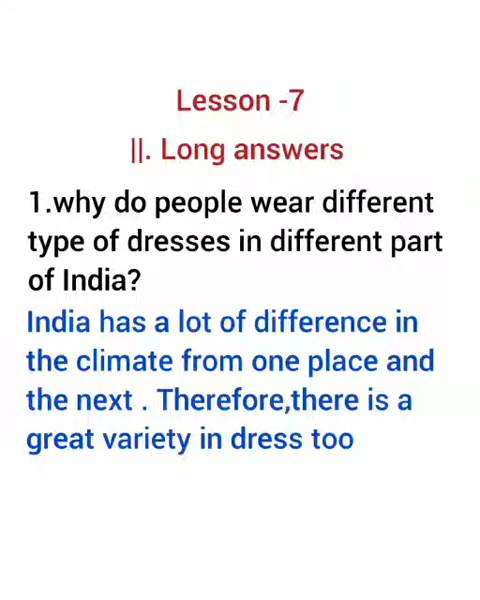 Lesson -7
||. Long answers
1.why do people wear different
type of dresses in different part
of India?
India has a lot of difference in
the climate from one place and
the next . Therefore,there is a
great variety in dress too